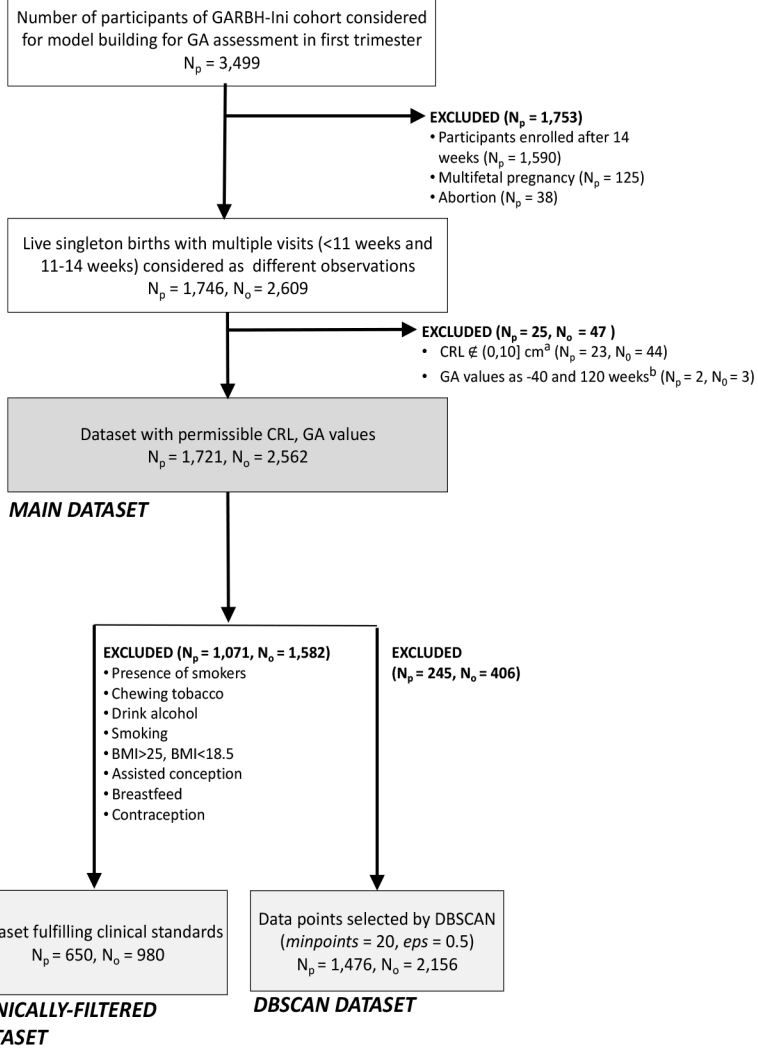 Number of participants of GARBH-Ini cohort considered
for model building for GA assessment in first trimester
Np = 3,499
EXCLUDED (Np = 1,753)
• Participants enrolled after 14
weeks (Np = 1,590)
• Multifetal pregnancy (Np = 125)
• Abortion (Np = 38)
Live singleton births with multiple visits (<11 weeks and
11-14 weeks) considered as different observations
Np = 1,746, No = 2,609
EXCLUDED (Np = 25, No = 47 )
• CRL ∉ (0,10] cmᵃ (Np = 23, N0 = 44)
• GA values as -40 and 120 weeksᵇ (Np = 2, N0 = 3)
Dataset with permissible CRL, GA values
Np = 1,721, No = 2,562
MAIN DATASET
EXCLUDED (Np = 1,071, No = 1,582)
• Presence of smokers
• Chewing tobacco
• Drink alcohol
• Smoking
• BMI>25, BMI<18.5
• Assisted conception
• Breastfeed
• Contraception
EXCLUDED
(Np = 245, No = 406)
aset fulfilling clinical standards
Np = 650, No = 980
NICALLY-FILTERED
TASET
Data points selected by DBSCAN
(minpoints = 20, eps = 0.5)
Np = 1,476, No = 2,156
DBSCAN DATASET